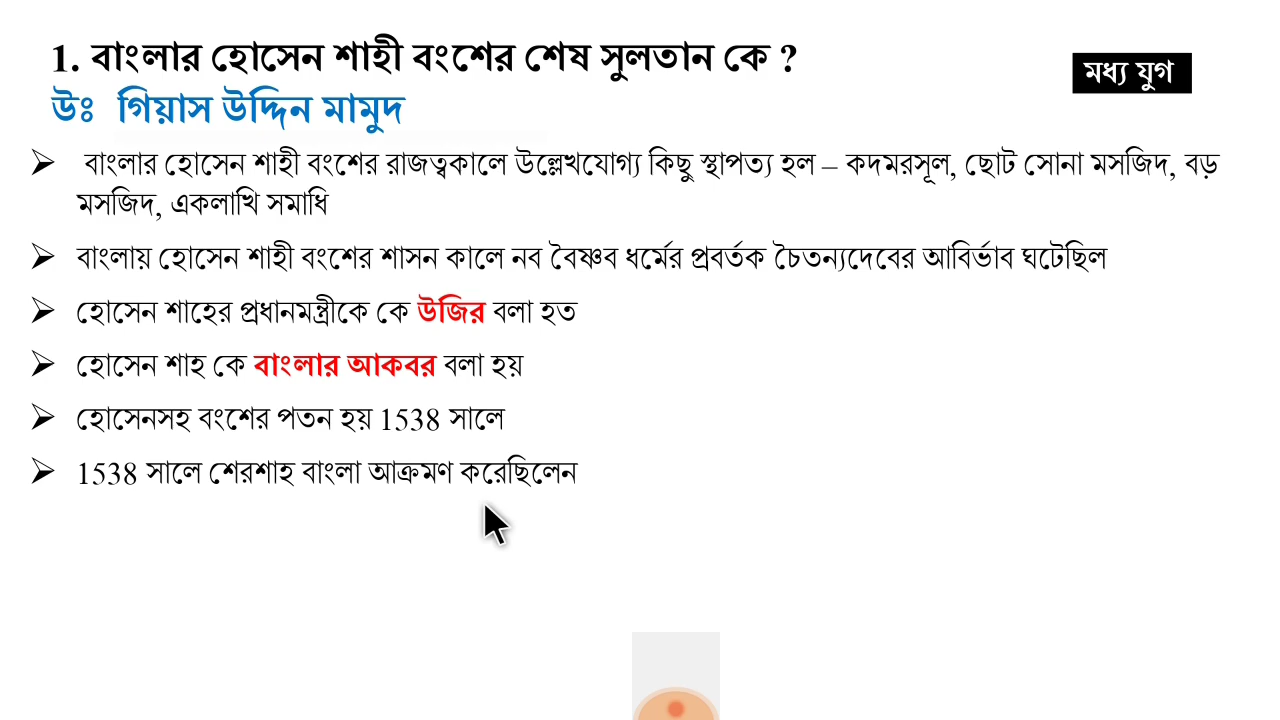 1. বাংলার হোসেন শাহী বংশের শেষ সুলতান কে ?
মধ্য যুগ
উঃ গিয়াস উদ্দিন মামুদ
➢ বাংলার হোসেন শাহী বংশের রাজত্বকালে উল্লেখযোগ্য কিছু স্থাপত্য হল – কদমরসূল, ছোট সোনা মসজিদ, বড়
মসজিদ, একলাখি সমাধি
➢ বাংলায় হোসেন শাহী বংশের শাসন কালে নব বৈষ্ণব ধর্মের প্রবর্তক চৈতন্যদেবের আবির্ভাব ঘটেছিল
➢ হোসেন শাহের প্রধানমন্ত্রীকে কে উজির বলা হত
➢ হোসেন শাহ কে বাংলার আকবর বলা হয়
➢ হোসেনসহ বংশের পতন হয় 1538 সালে
➢ 1538 সালে শেরশাহ বাংলা আক্রমণ করেছিলেন